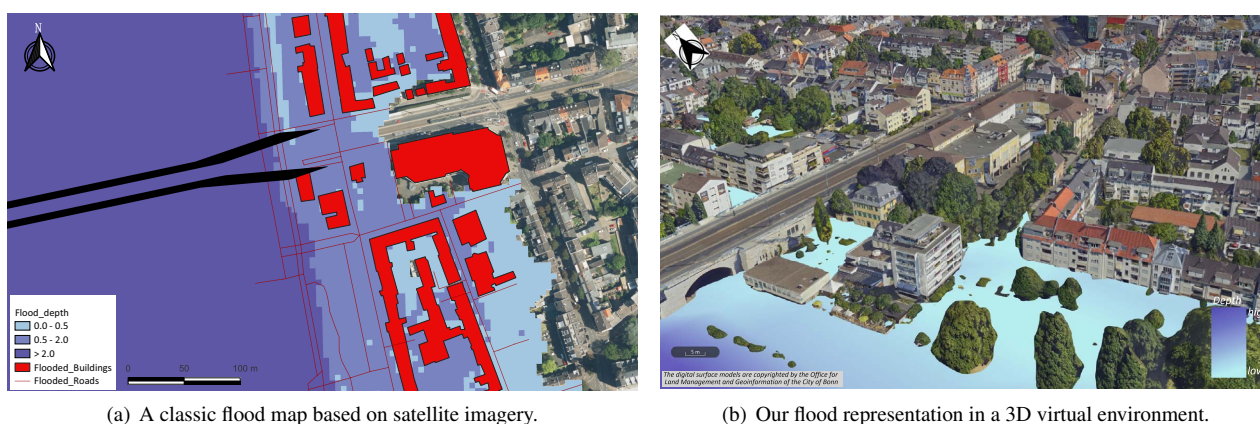 N
Flood_depth
0.0 - 0.5
0.5 - 2.0
> 2.0
Flooded_Buildings
Flooded_Roads
0 50 100 m
5 m
The digital surface models are copyrighted by the Office for
Land Management and Geoinformation of the City of Bonn
Depth
hig
low
(a) A classic flood map based on satellite imagery.
(b) Our flood representation in a 3D virtual environment.